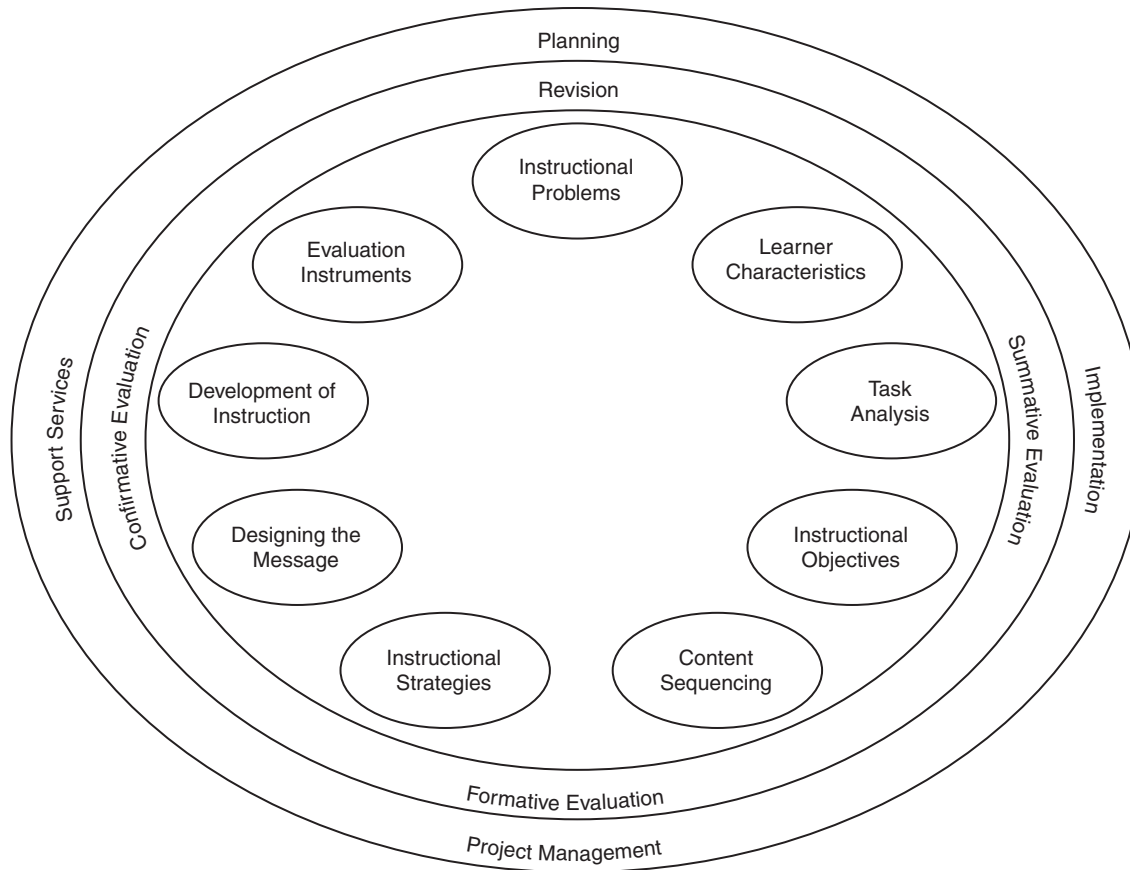 Planning
Revision
Instructional
Problems
Learner
Characteristics
Task
Analysis
Instructional
Objectives
Content
Sequencing
Instructional
Strategies
Designing the
Message
Development of
Instruction
Evaluation
Instruments
Confirmative Evaluation
Support Services
Summative Evaluation
Implementation
Formative Evaluation
Project Management